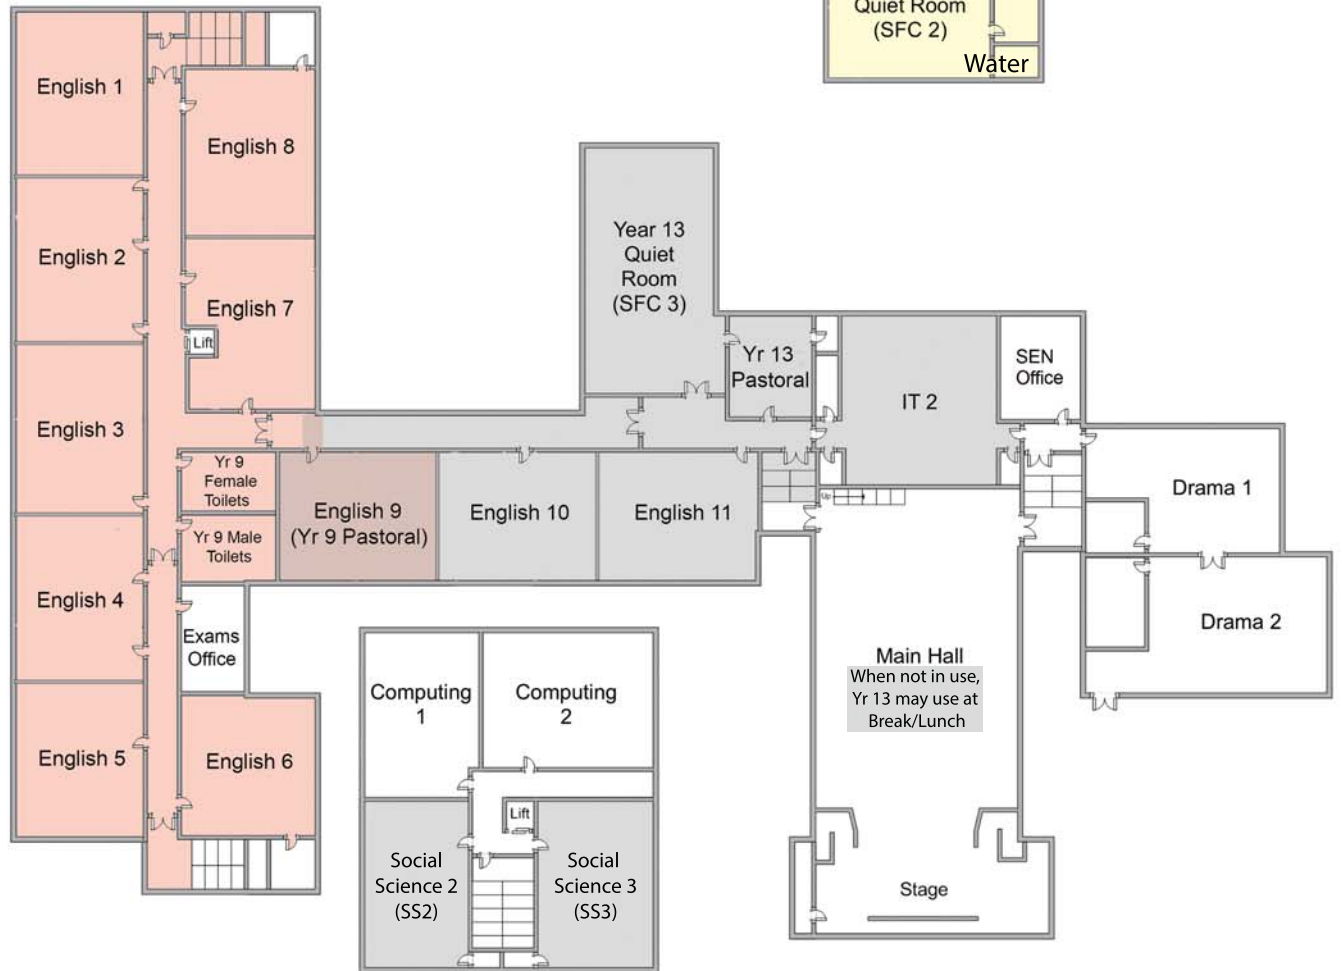 Quiet Room
(SFC 2)
Water
English 1
English 8
English 2
English 7
Lift
Year 13
Quiet
Room
(SFC 3)
Yr 13
Pastoral
IT 2
SEN
Office
English 3
Yr 9
Female
Toilets
Yr 9 Male
Toilets
English 9
(Yr 9 Pastoral)
English 10
English 11
Up
Drama 1
Drama 2
English 4
Exams
Office
Main Hall
When not in use,
Yr 13 may use at
Break/Lunch
English 5
English 6
Computing
1
Computing
2
Lift
Social
Science 2
(SS2)
Social
Science 3
(SS3)
Stage